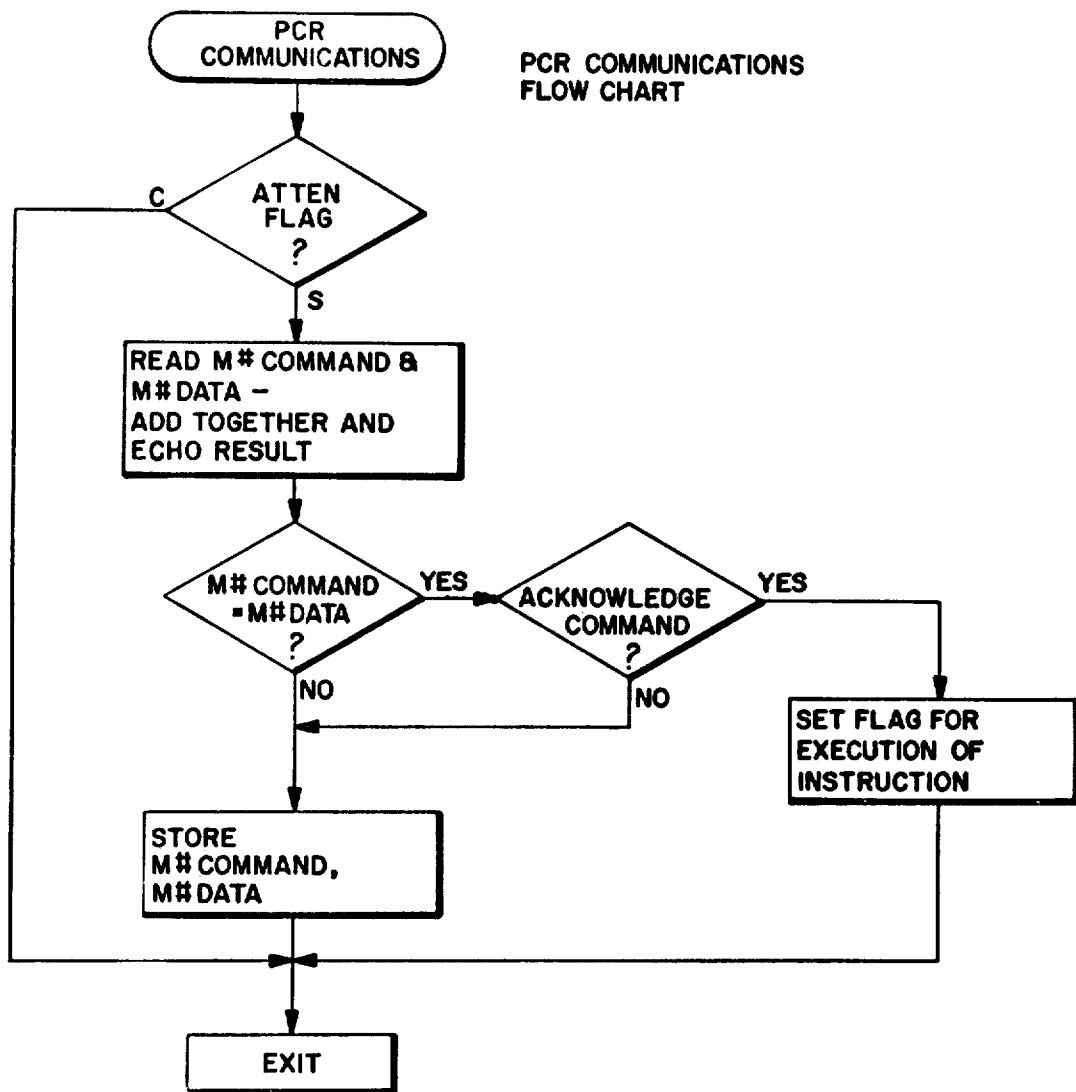 PCR
COMMUNICATIONS
PCR COMMUNICATIONS
FLOW CHART
C
ATTEN
FLAG
?
S
READ M# COMMAND &
M# DATA –
ADD TOGETHER AND
ECHO RESULT
M# COMMAND
= M# DATA
?
YES
NO
ACKNOWLEDGE
COMMAND
?
YES
NO
SET FLAG FOR
EXECUTION OF
INSTRUCTION
STORE
M# COMMAND,
M# DATA
EXIT